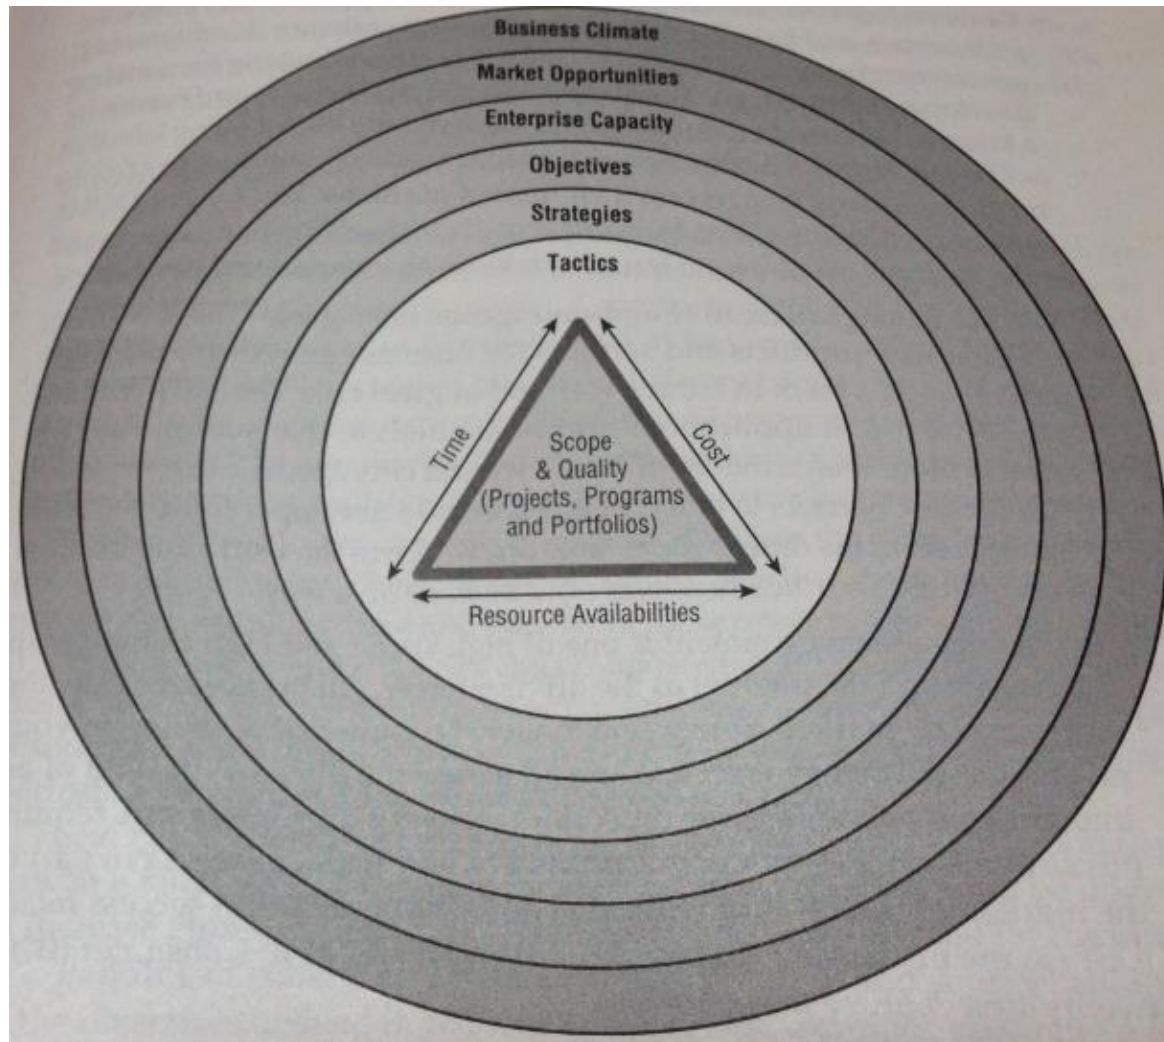 Business Climate
Market Opportunities
Enterprise Capacity
Objectives
Strategies
Tactics
Time
Cost
Scope
& Quality
(Projects, Programs
and Portfolios)
Resource Availabilities